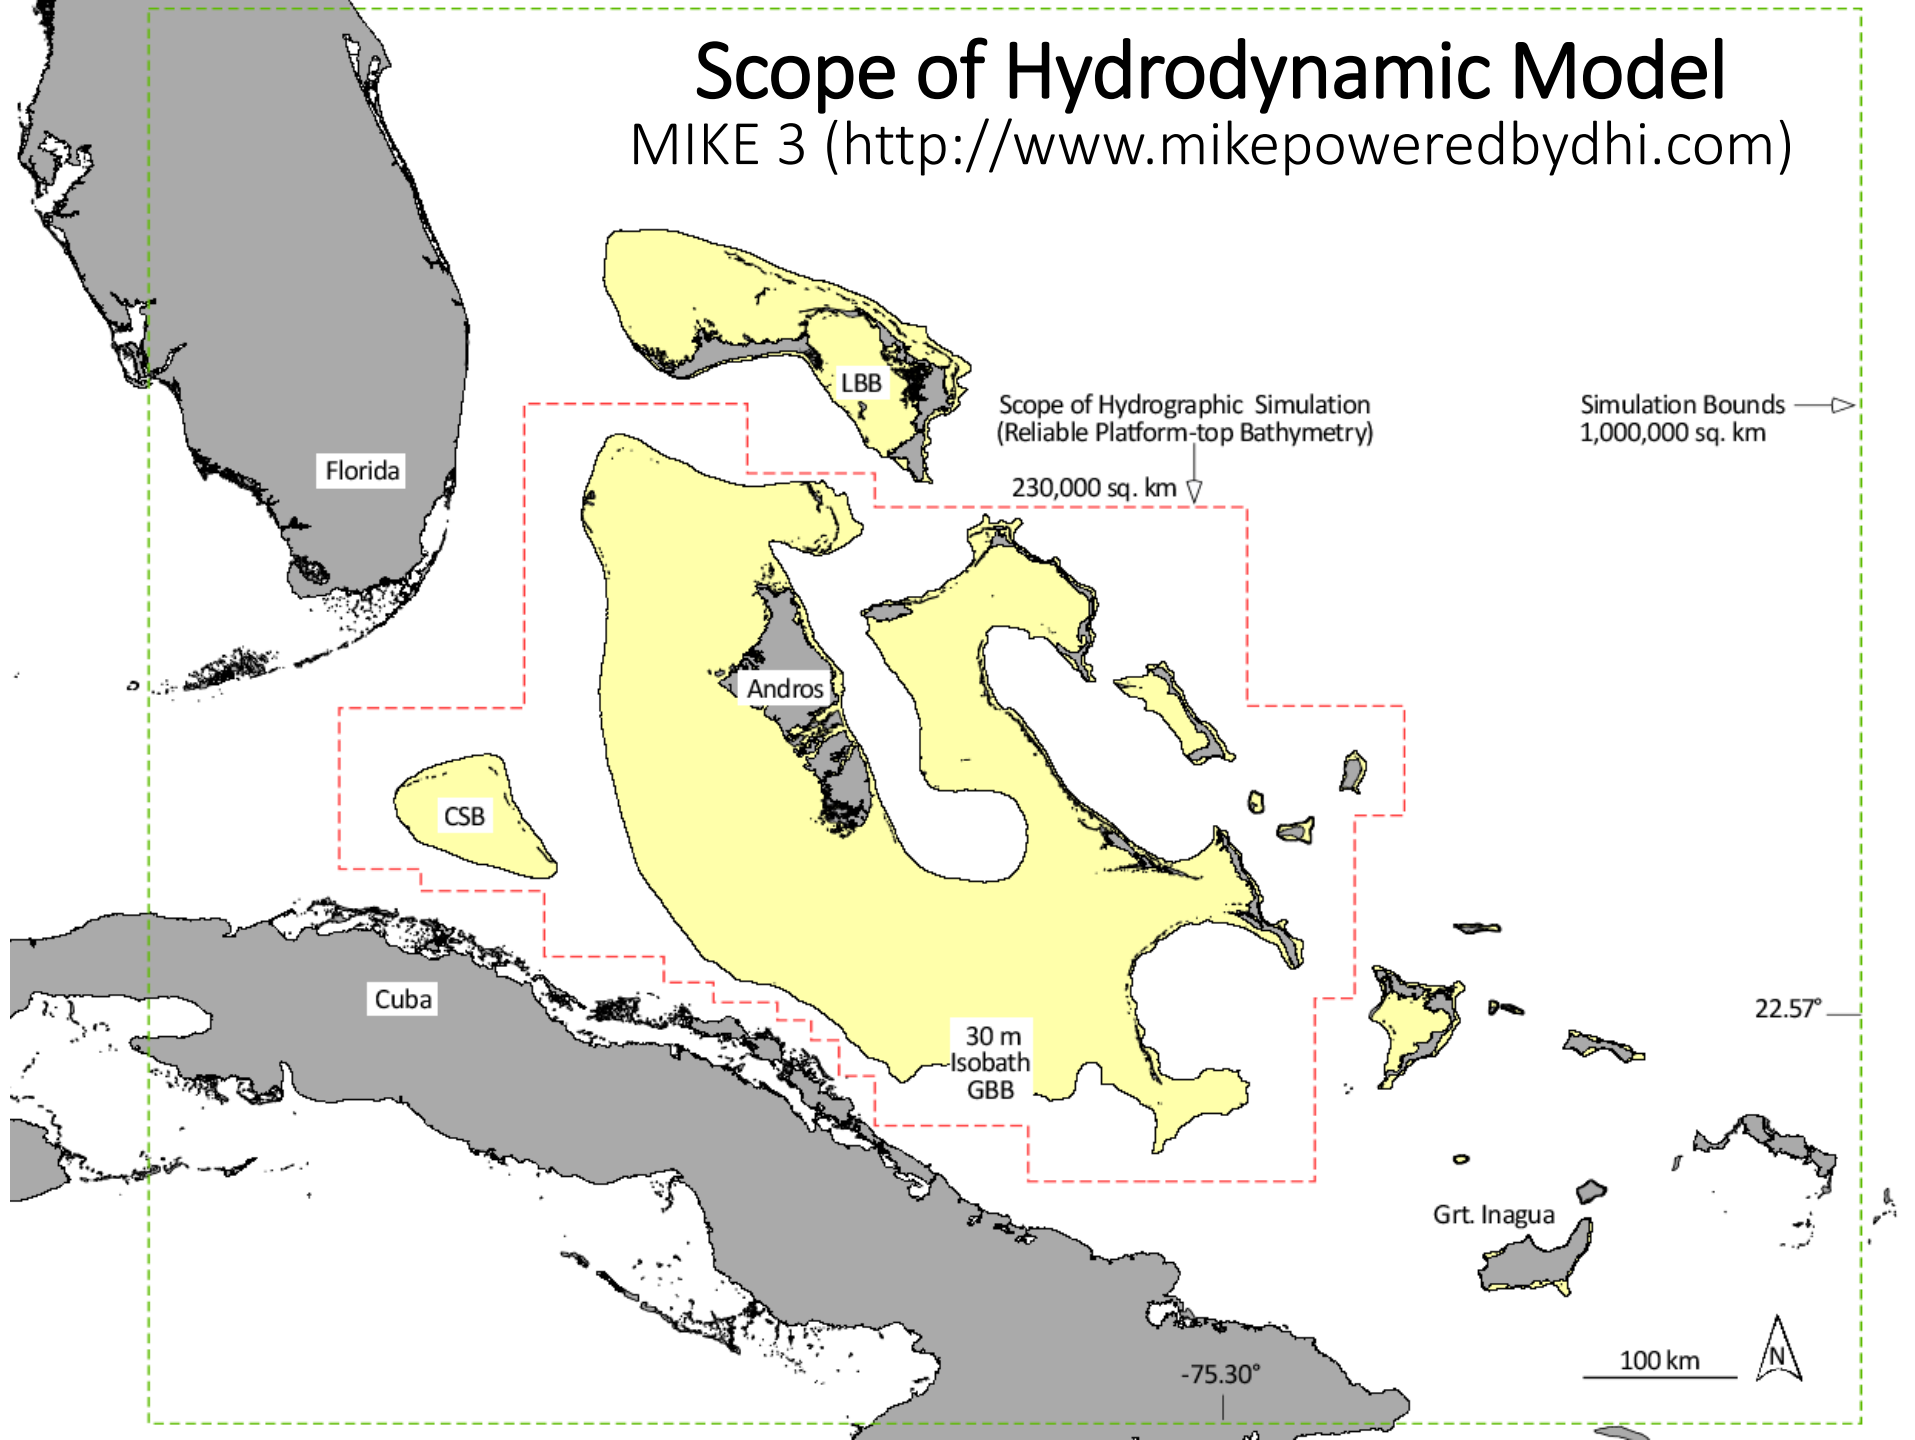 Scope of Hydrodynamic Model
MIKE 3 (http://www.mikepoweredbydhi.com)
LBB
Scope of Hydrographic Simulation
(Reliable Platform-top Bathymetry)
230,000 sq. km
Simulation Bounds
1,000,000 sq. km
Florida
Andros
CSB
Cuba
30 m
Isobath
GBB
22.57°
Grt. Inagua
-75.30°
100 km
N